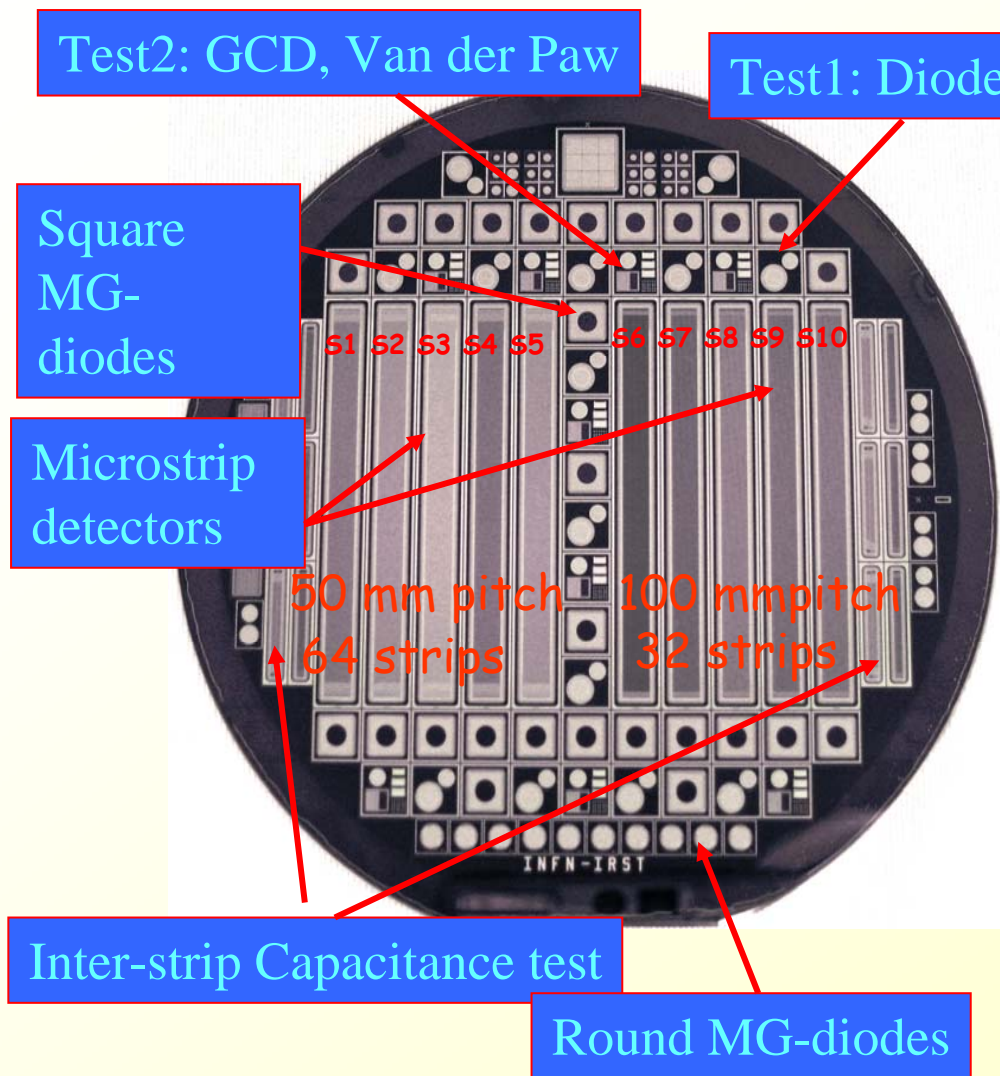 Test2: GCD, Van der Paw
Test1: Diode
Square
MG-
diodes
S1 S2 S3 S4 S5 S6 S7 S8 S9 S10
Microstrip
detectors
50 mm pitch
64 strips
100 mmpitch
32 strips
INFN-IRST
Inter-strip Capacitance test
Round MG-diodes